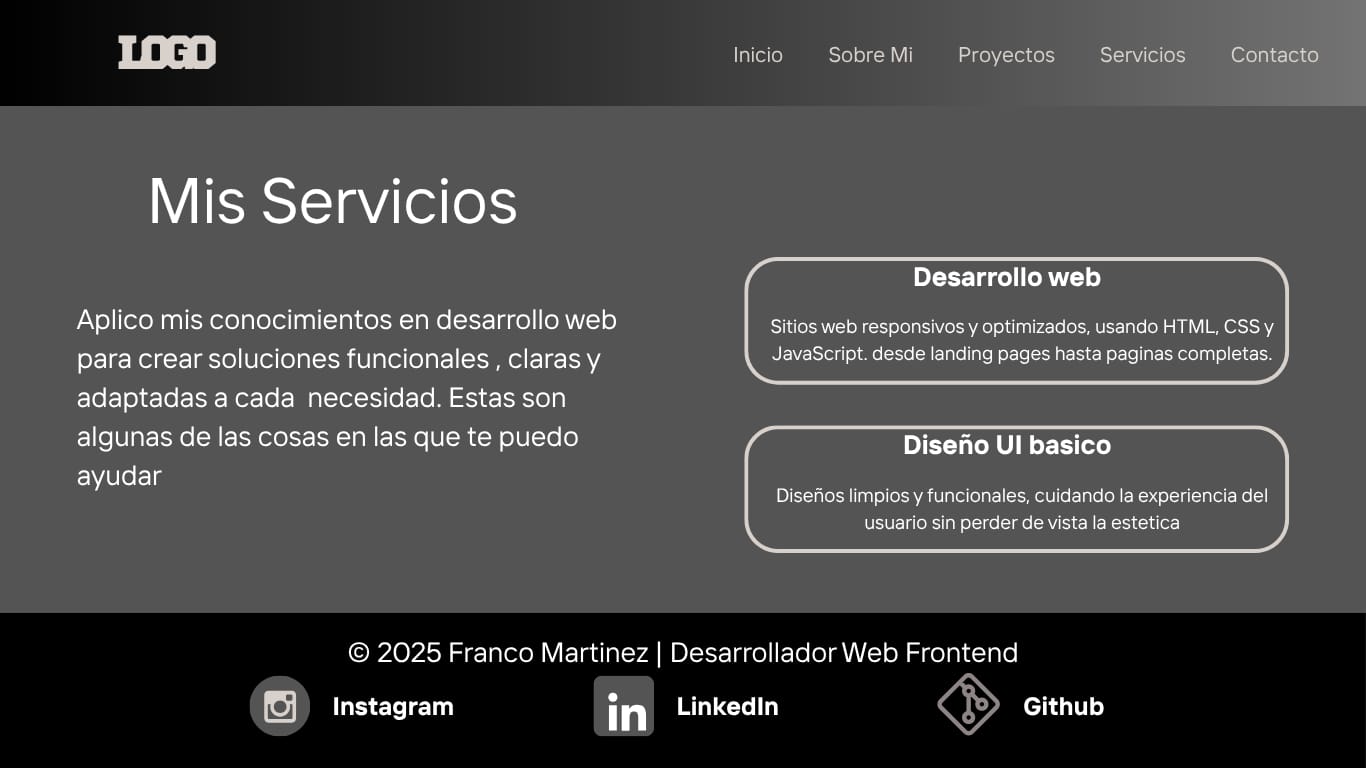 LOGO
Inicio Sobre Mi Proyectos Servicios Contacto
Mis Servicios
Aplico mis conocimientos en desarrollo web
para crear soluciones funcionales , claras y
adaptadas a cada  necesidad. Estas son
algunas de las cosas en las que te puedo
ayudar
Desarrollo web
Sitios web responsivos y optimizados, usando HTML, CSS y
JavaScript. desde landing pages hasta paginas completas.
Diseño UI basico
Diseños limpios y funcionales, cuidando la experiencia del
usuario sin perder de vista la estetica
© 2025 Franco Martinez | Desarrollador Web Frontend
Instagram
in LinkedIn
Github